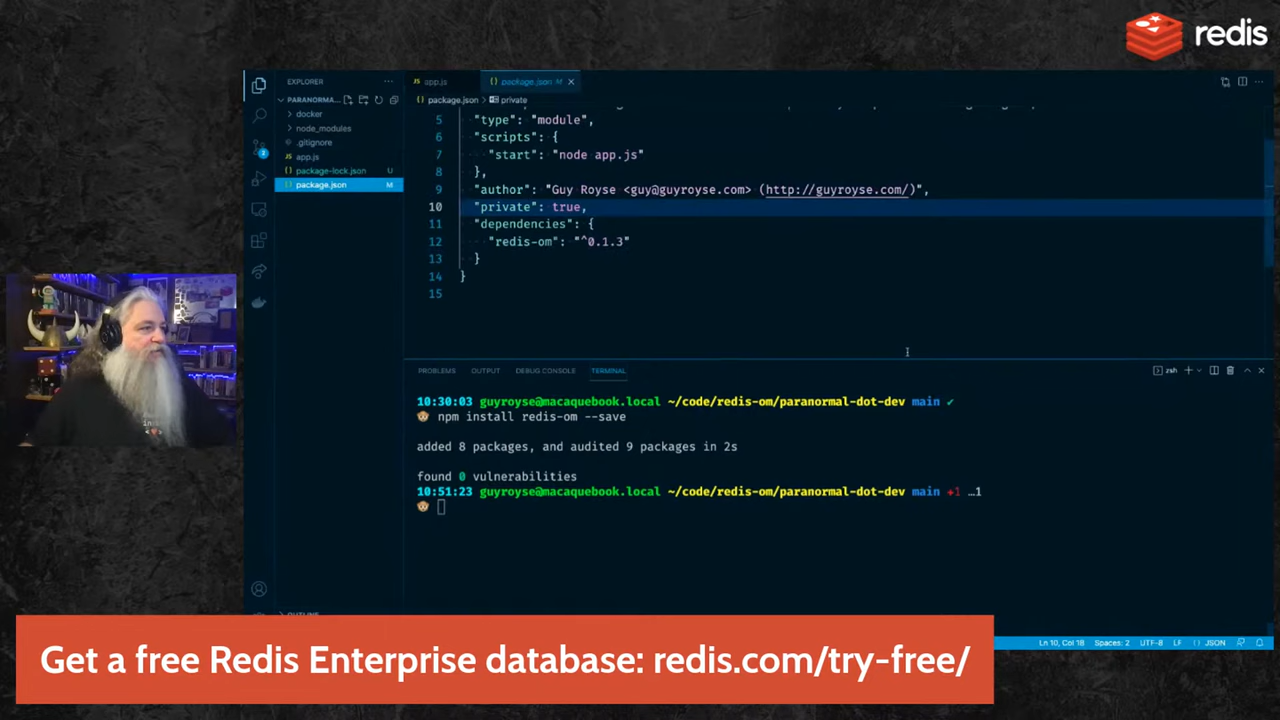 redis
EXPLORER
app.js
package.json M
PARANORMA...
package.json > private
docker
node_modules
.gitignore
app.js
package-lock.json U
package.json M
5 "type": "module",
6 "scripts": {
7 "start": "node app.js"
8 },
9 "author": "Guy Royse <guy@guyroyse.com> (http://guyroyse.com/)",
10 "private": true,
11 "dependencies": {
12 "redis-om": "^0.1.3"
13 }
14 }
15
PROBLEMS OUTPUT DEBUG CONSOLE TERMINAL
zsh
10:30:03 guyroyse@macaquebook.local ~/code/redis-om/paranormal-dot-dev main ✓
npm install redis-om --save
added 8 packages, and audited 9 packages in 2s
found 0 vulnerabilities
10:51:23 guyroyse@macaquebook.local ~/code/redis-om/paranormal-dot-dev main +1 …1
Get a free Redis Enterprise database: redis.com/try-free/
Ln 10, Col 18 Spaces: 2 UTF-8 LF {} JSON